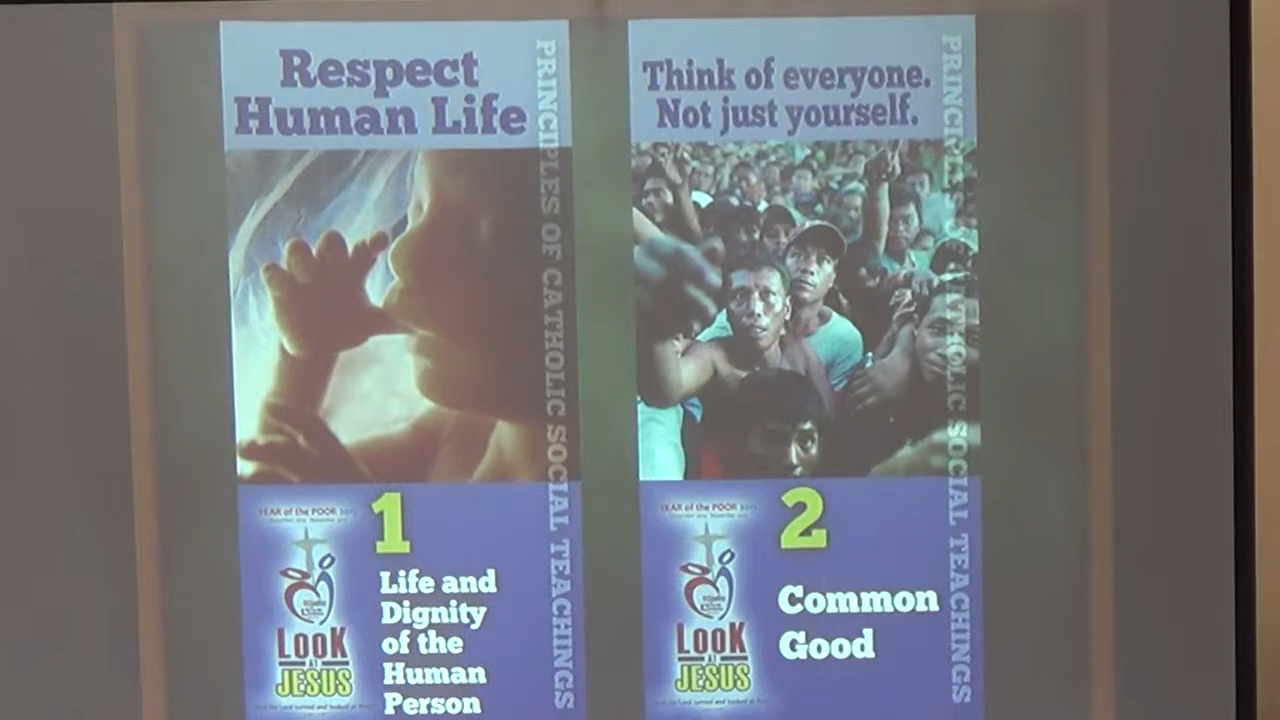 Respect
Human Life
PRINCIPLES OF CATHOLIC SOCIAL TEACHINGS
YEAR of the POOR
1
Life and
Dignity
of the
Human
Person
LOOK
AT
JESUS
Think of everyone.
Not just yourself.
PRINCIPLES OF CATHOLIC SOCIAL TEACHINGS
YEAR of the POOR
2
Common
Good
LOOK
AT
JESUS